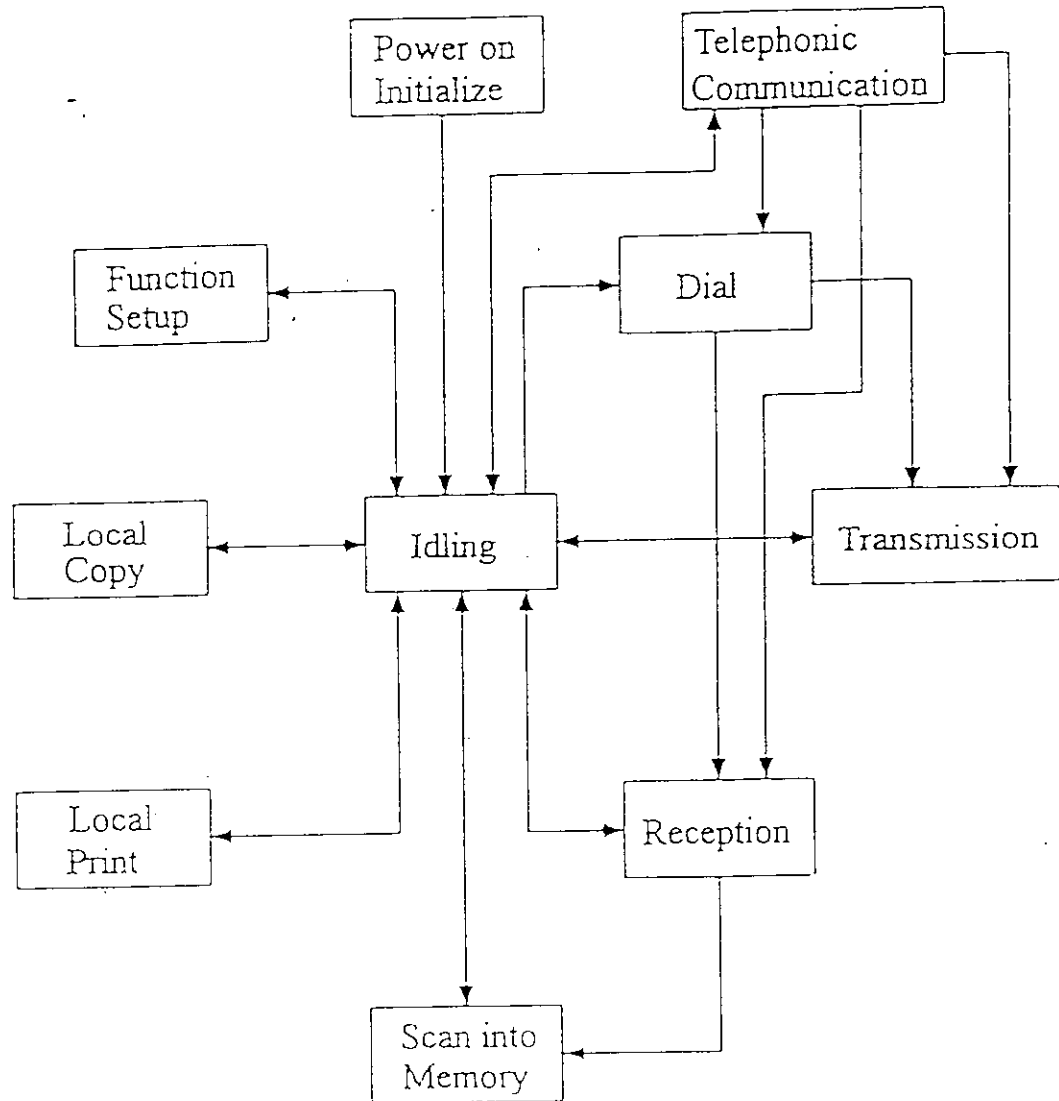 Power on
Initialize
Telephonic
Communication
Function
Setup
Dial
Local
Copy
Idling
Transmission
Local
Print
Reception
Scan into
Memory